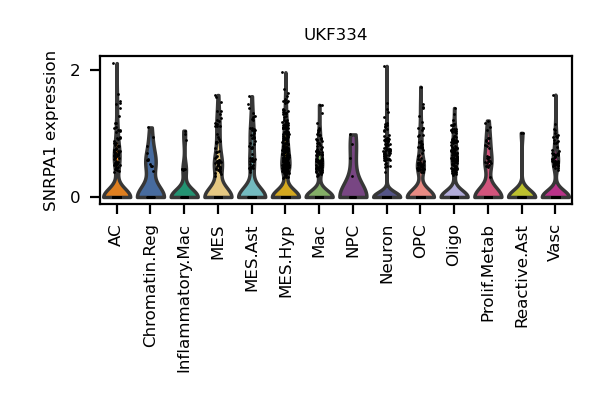 UKF334
SNRPA1 expression
2
0
AC
Chromatin.Reg
Inflammatory.Mac
MES
MES.Ast
MES.Hyp
Mac
NPC
Neuron
OPC
Oligo
Prolif.Metab
Reactive.Ast
Vasc